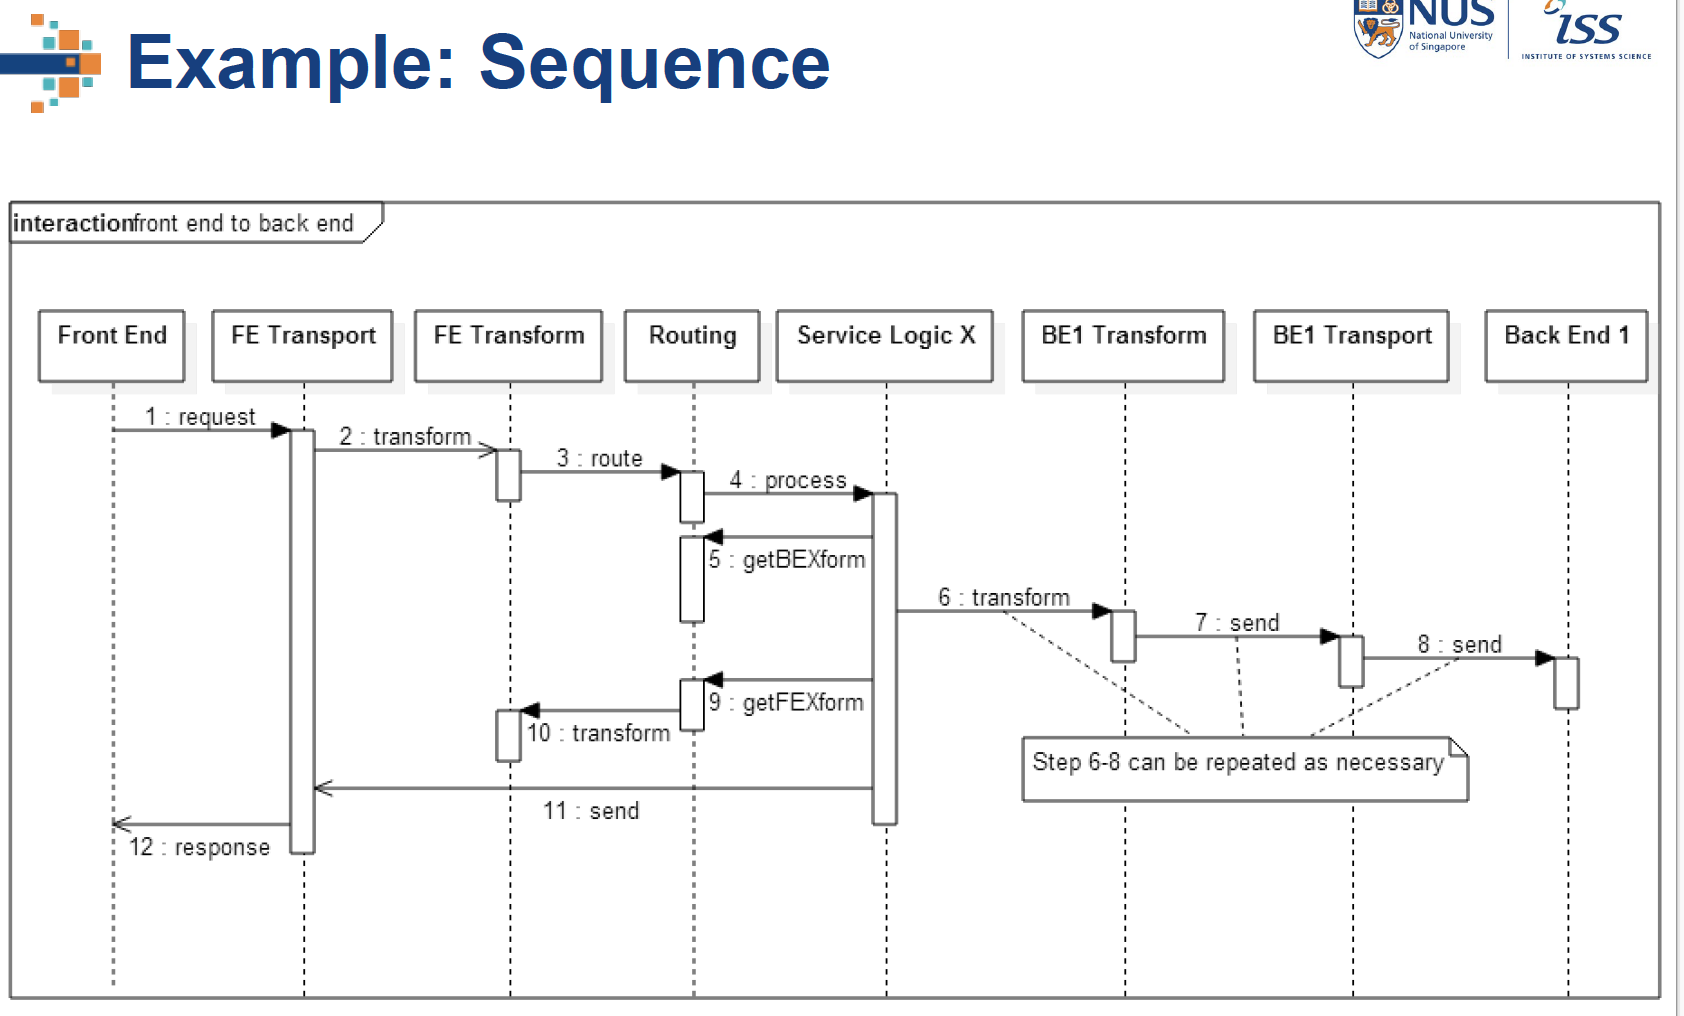 Example: Sequence
NUS
National University
of Singapore
iss
INSTITUTE OF SYSTEMS SCIENCE
interactionfront end to back end
Front End
FE Transport
FE Transform
Routing
Service Logic X
BE1 Transform
BE1 Transport
Back End 1
1 : request
2 : transform
3 : route
4 : process
5 : getBEXform
6 : transform
7 : send
8 : send
9 : getFEXform
10 : transform
Step 6-8 can be repeated as necessary
11 : send
12 : response